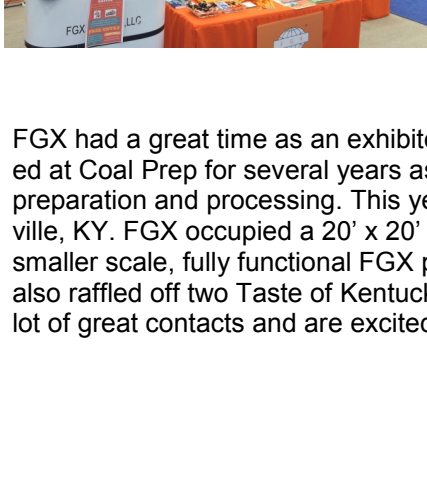 FGX LLC
FGX had a great time as an exhibit
ed at Coal Prep for several years as
preparation and processing. This ye
ville, KY. FGX occupied a 20' x 20'
smaller scale, fully functional FGX p
also raffled off two Taste of Kentuck
lot of great contacts and are excited